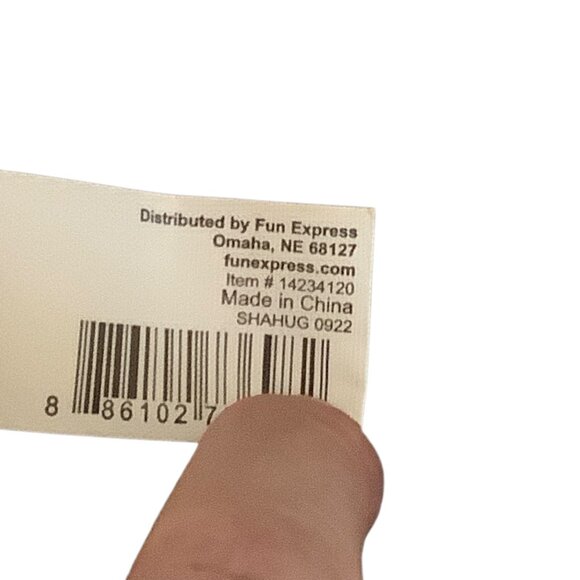 Distributed by Fun Express
Omaha, NE 68127
funexpress.com
Item # 14234120
Made in China
SHAHUG 0922
8 86102 7